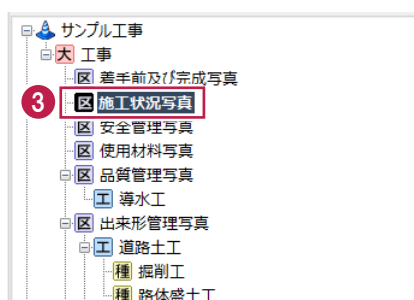 サンプル工事
大 工事
区 着手前及び完成写真
3 区 施工状況写真
区 安全管理写真
区 使用材料写真
区 品質管理写真
工 導水工
区 出来形管理写真
工 道路土工
種 掘削工
種 路体盛土工